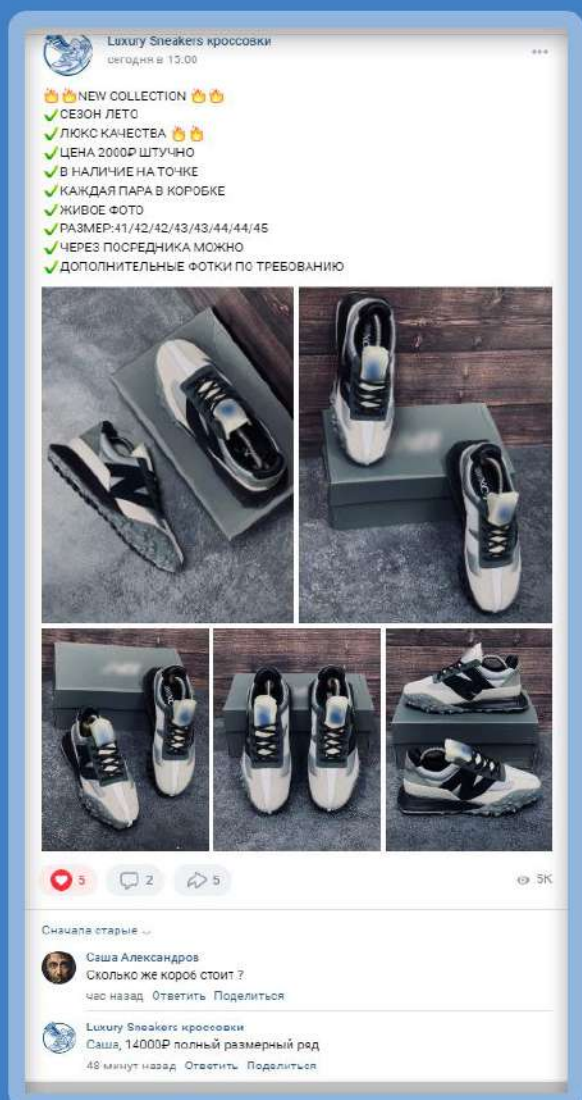 Luxury Sneakers кроссовки
сегодня в 15:00
🔥🔥NEW COLLECTION 🔥🔥
✔СЕЗОН ЛЕТО
✔ЛЮКС КАЧЕСТВА 🔥🔥
✔ЦЕНА 2000₽ ШТУЧНО
✔В НАЛИЧИЕ НА ТОЧКЕ
✔КАЖДАЯ ПАРА В КОРОБКЕ
✔ЖИВОЕ ФОТО
✔РАЗМЕР:41/42/42/43/43/44/44/45
✔ЧЕРЕЗ ПОСРЕДНИКА МОЖНО
✔ДОПОЛНИТЕЛЬНЫЕ ФОТКИ ПО ТРЕБОВАНИЮ
5 2 5 5K
Сначала старые
Саша Александров
Сколько же короб стоит ?
час назад Ответить Поделиться
Luxury Sneakers кроссовки
Саша, 14000₽ полный размерный ряд
48 минут назад Ответить Поделиться